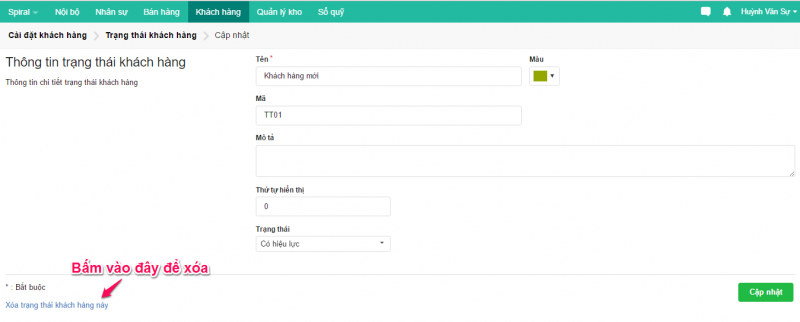 Spiral Nội bộ Nhân sự Bán hàng Khách hàng Quản lý kho Sổ quỹ Huỳnh Văn Sự
Cài đặt khách hàng Trạng thái khách hàng Cập nhật
Thông tin trạng thái khách hàng
Thông tin chi tiết trạng thái khách hàng
Tên * Màu
Khách hàng mới
Mã
TT01
Mô tả
Thứ tự hiển thị
0
Trạng thái
Có hiệu lực
Bấm vào đây để xóa
* : Bắt buộc
Xóa trạng thái khách hàng này
Cập nhật